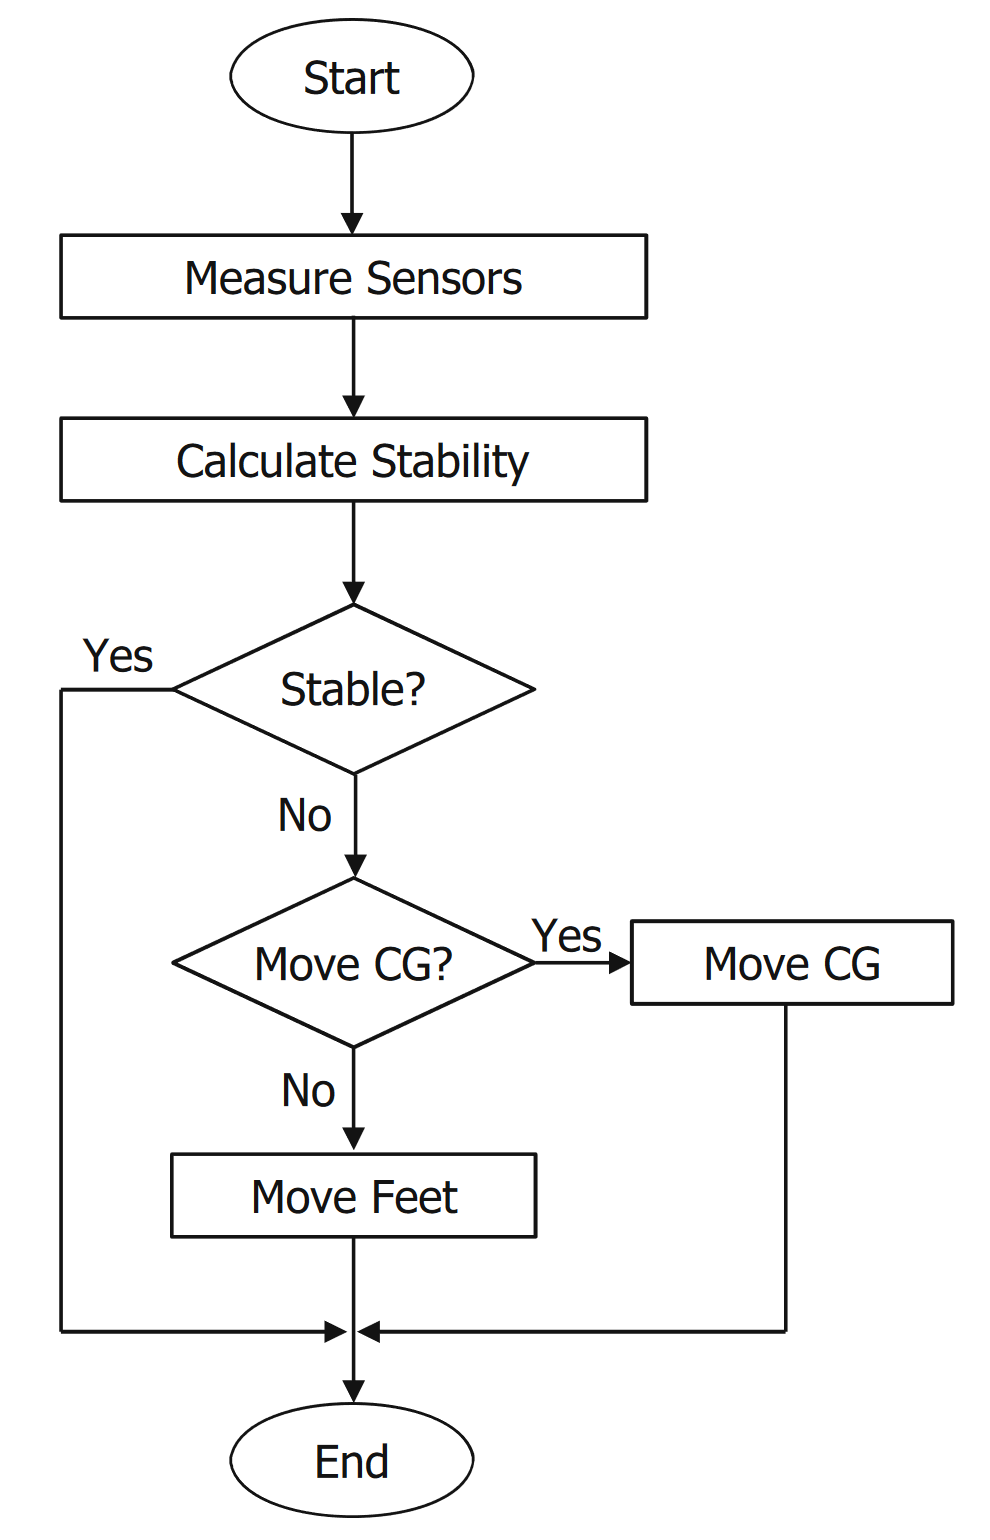 Start
Measure Sensors
Calculate Stability
Yes
Stable?
No
Move CG?
Yes
Move CG
No
Move Feet
End